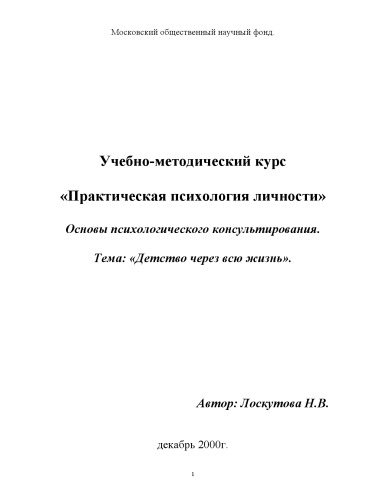 Московский общественный научный фонд.
Учебно-методический курс
«Практическая психология личности»
Основы психологического консультирования.
Тема: «Детство через всю жизнь».
Автор: Лоскутова Н.В.
декабрь 2000г.
1